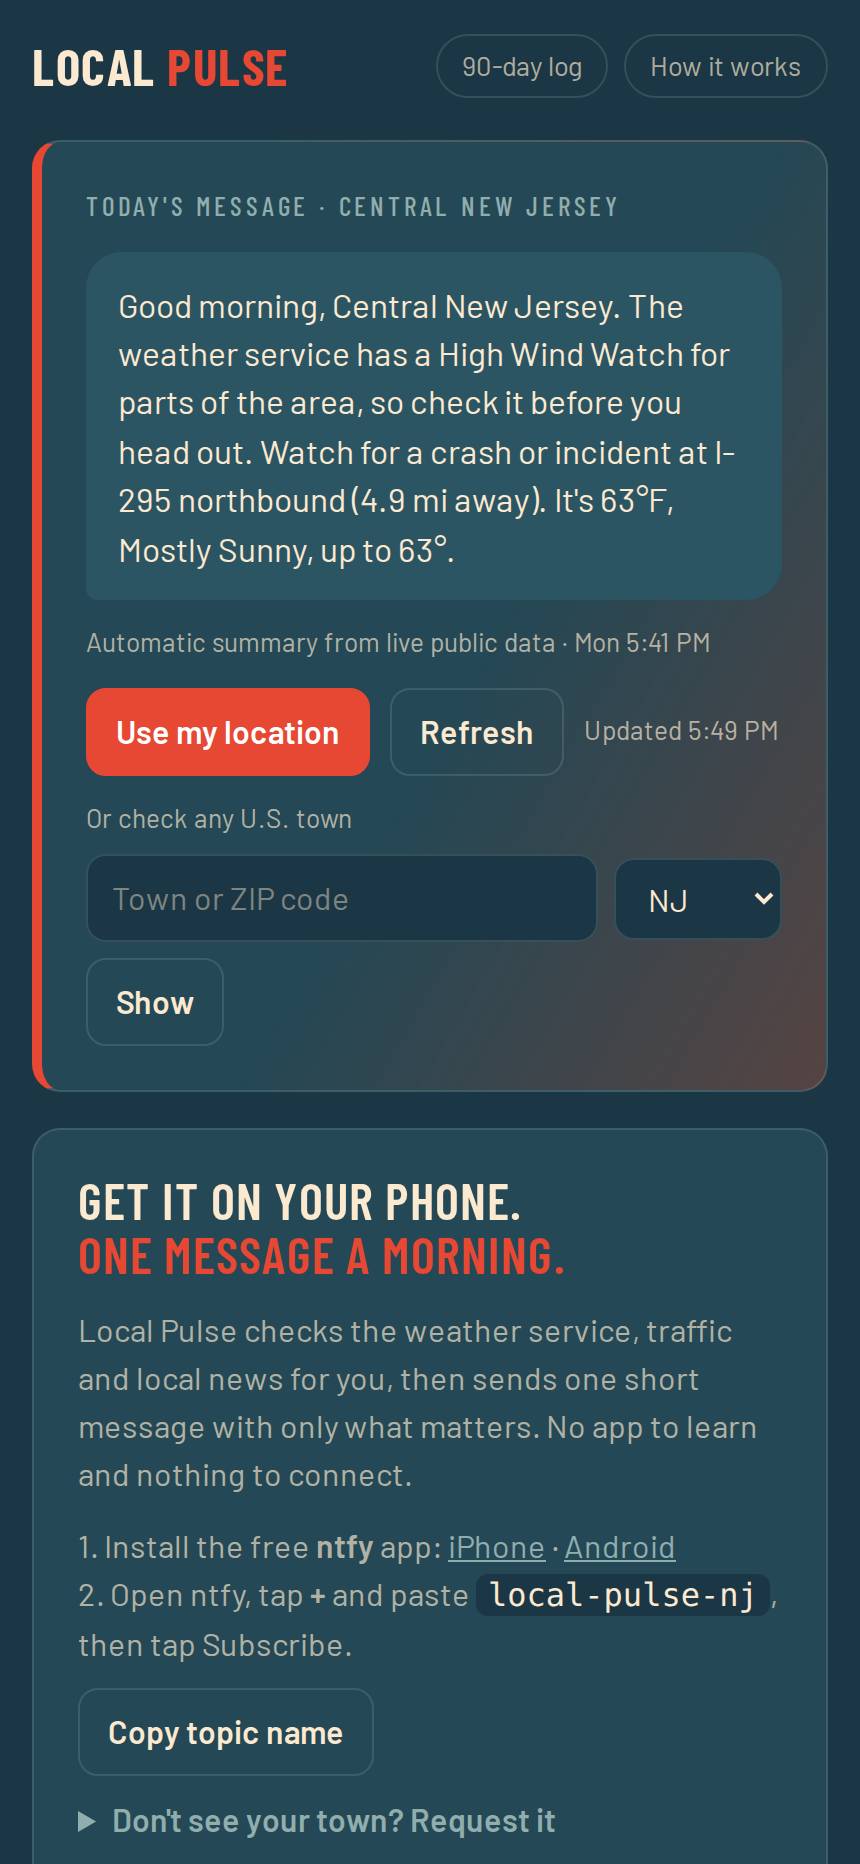 LOCAL PULSE
90-day log
How it works
TODAY'S MESSAGE · CENTRAL NEW JERSEY
Good morning, Central New Jersey. The
weather service has a High Wind Watch for
parts of the area, so check it before you
head out. Watch for a crash or incident at I-
295 northbound (4.9 mi away). It's 63°F,
Mostly Sunny, up to 63°.
Automatic summary from live public data · Mon 5:41 PM
Use my location
Refresh
Updated 5:49 PM
Or check any U.S. town
Town or ZIP code
NJ
Show
GET IT ON YOUR PHONE.
ONE MESSAGE A MORNING.
Local Pulse checks the weather service, traffic
and local news for you, then sends one short
message with only what matters. No app to learn
and nothing to connect.
1. Install the free ntfy app: iPhone · Android
2. Open ntfy, tap + and paste local-pulse-nj,
then tap Subscribe.
Copy topic name
Don't see your town? Request it